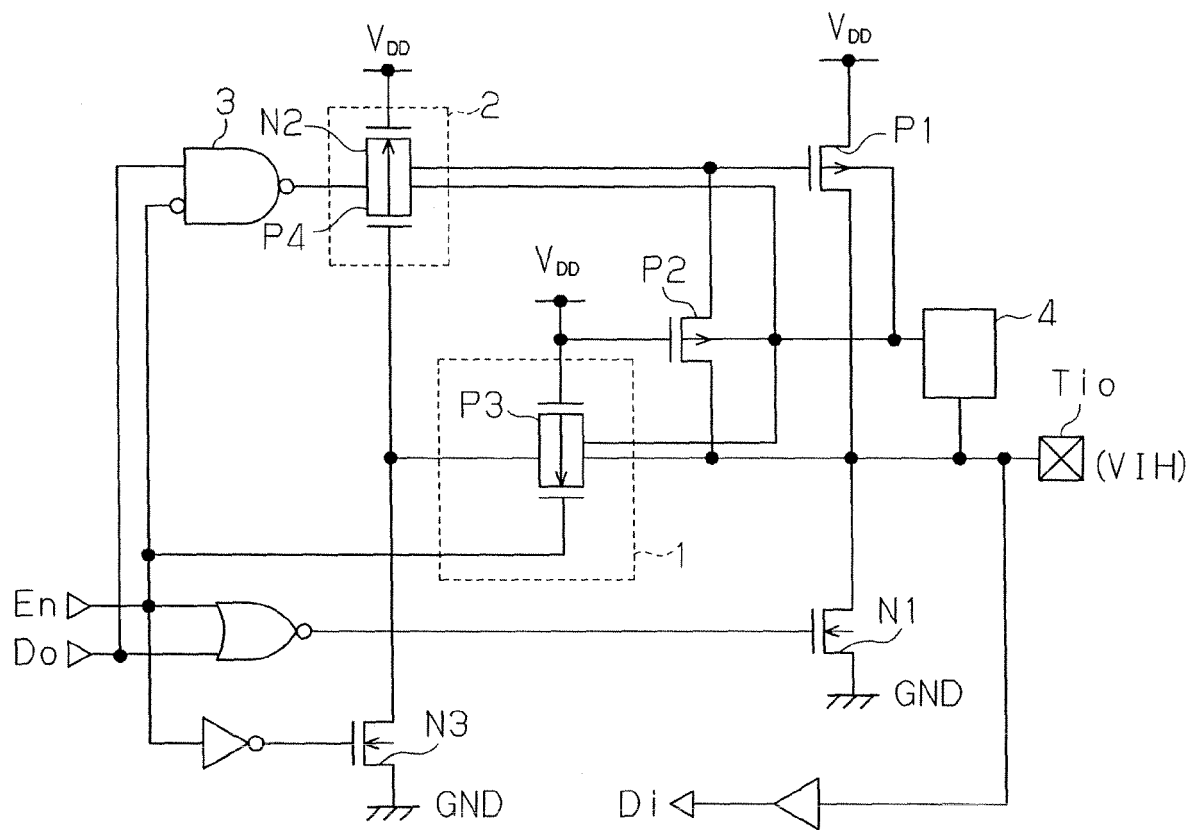 VDD
VDD
3
N2
2
P1
P4
VDD
P2
4
P3
Tio
(VIH)
1
En
Do
N1
GND
N3
GND
Di